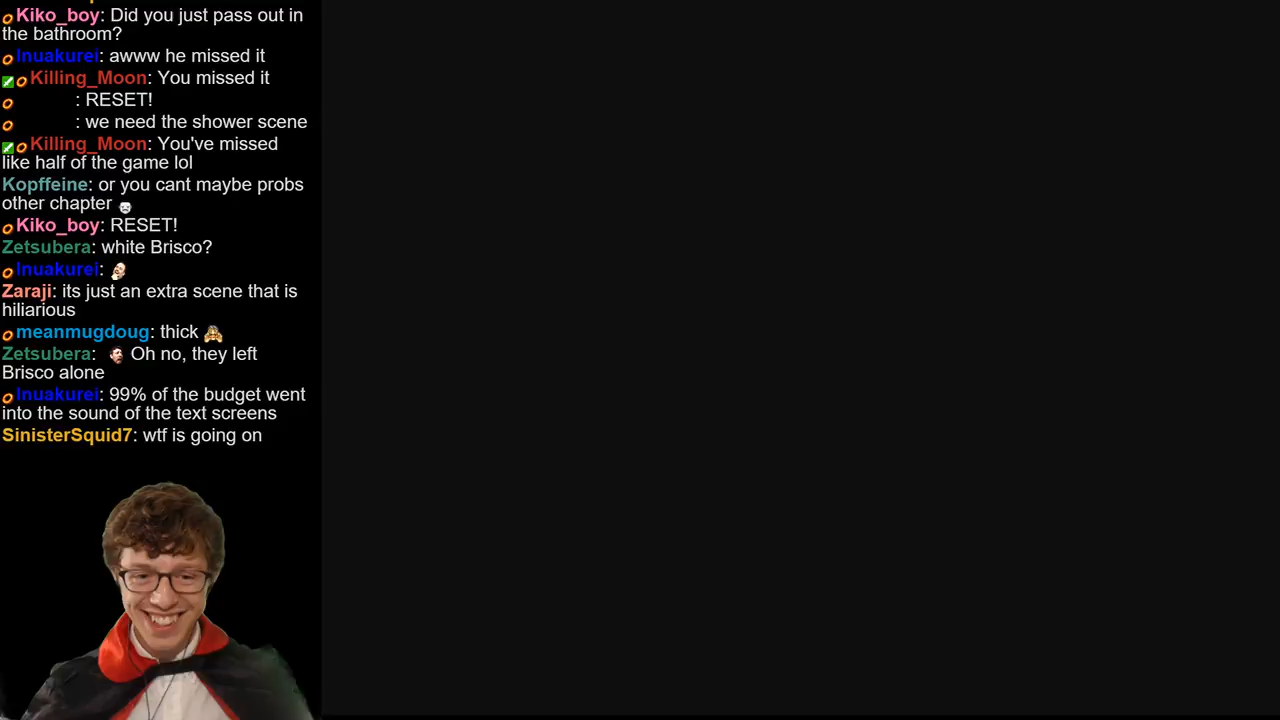 Kiko_boy: Did you just pass out in
the bathroom?
Inuakurei: awww he missed it
Killing_Moon: You missed it
: RESET!
: we need the shower scene
Killing_Moon: You've missed
like half of the game lol
Kopffeine: or you cant maybe probs
other chapter
Kiko_boy: RESET!
Zetsubera: white Brisco?
Inuakurei:
Zaraji: its just an extra scene that is
hiliarious
meanmugdoug: thick
Zetsubera: Oh no, they left
Brisco alone
Inuakurei: 99% of the budget went
into the sound of the text screens
SinisterSquid7: wtf is going on